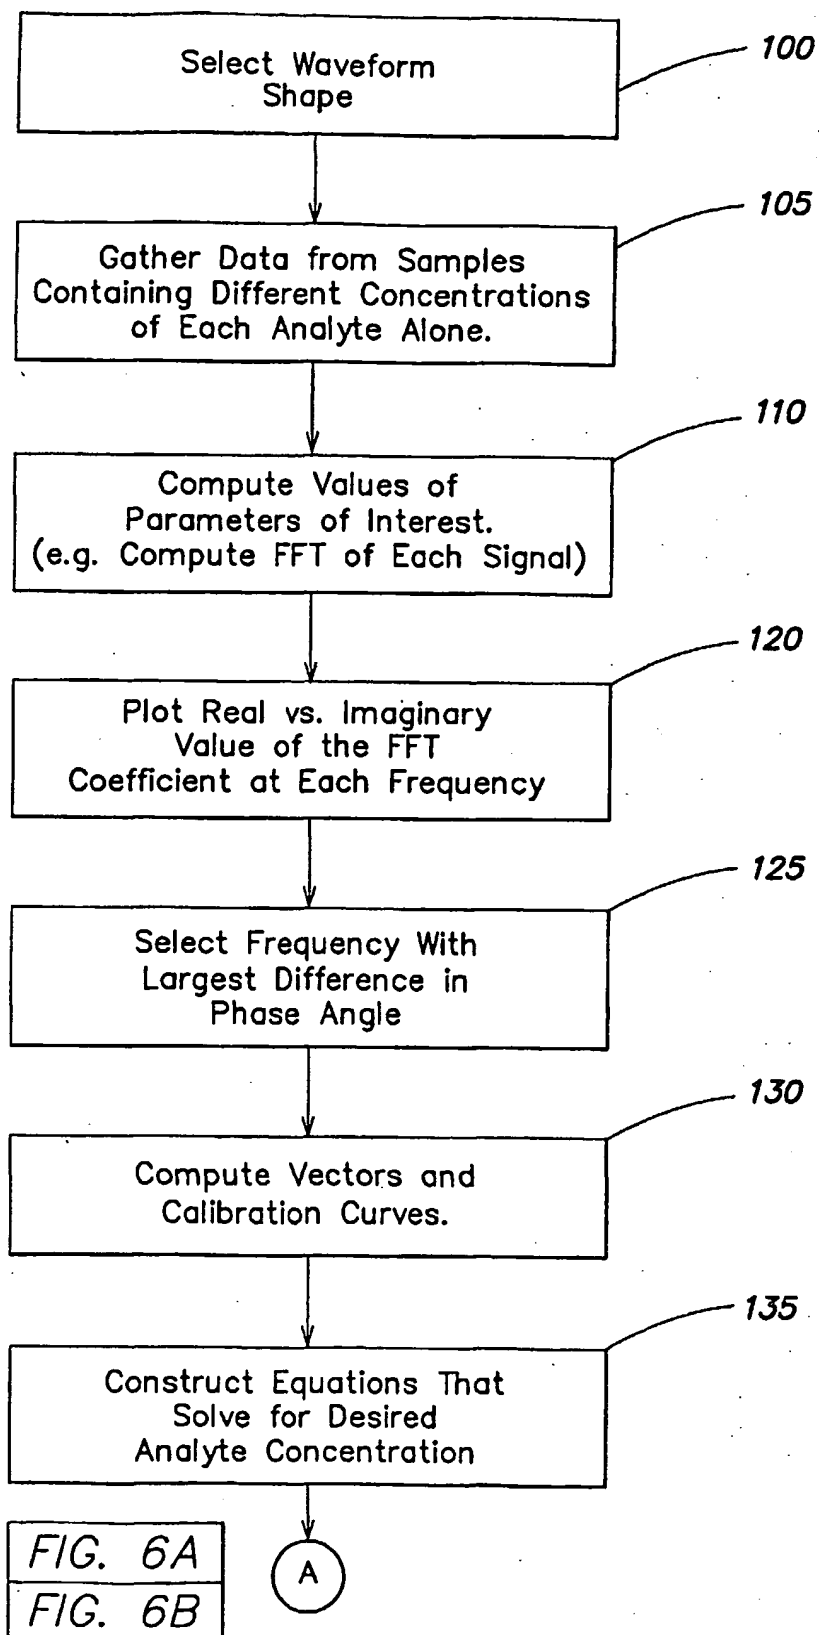 Select Waveform
Shape
100
Gather Data from Samples
Containing Different Concentrations
of Each Analyte Alone.
105
Compute Values of
Parameters of Interest.
(e.g. Compute FFT of Each Signal)
110
Plot Real vs. Imaginary
Value of the FFT
Coefficient at Each Frequency
120
Select Frequency With
Largest Difference in
Phase Angle
125
Compute Vectors and
Calibration Curves.
130
Construct Equations That
Solve for Desired
Analyte Concentration
135
A
FIG. 6A
FIG. 6B